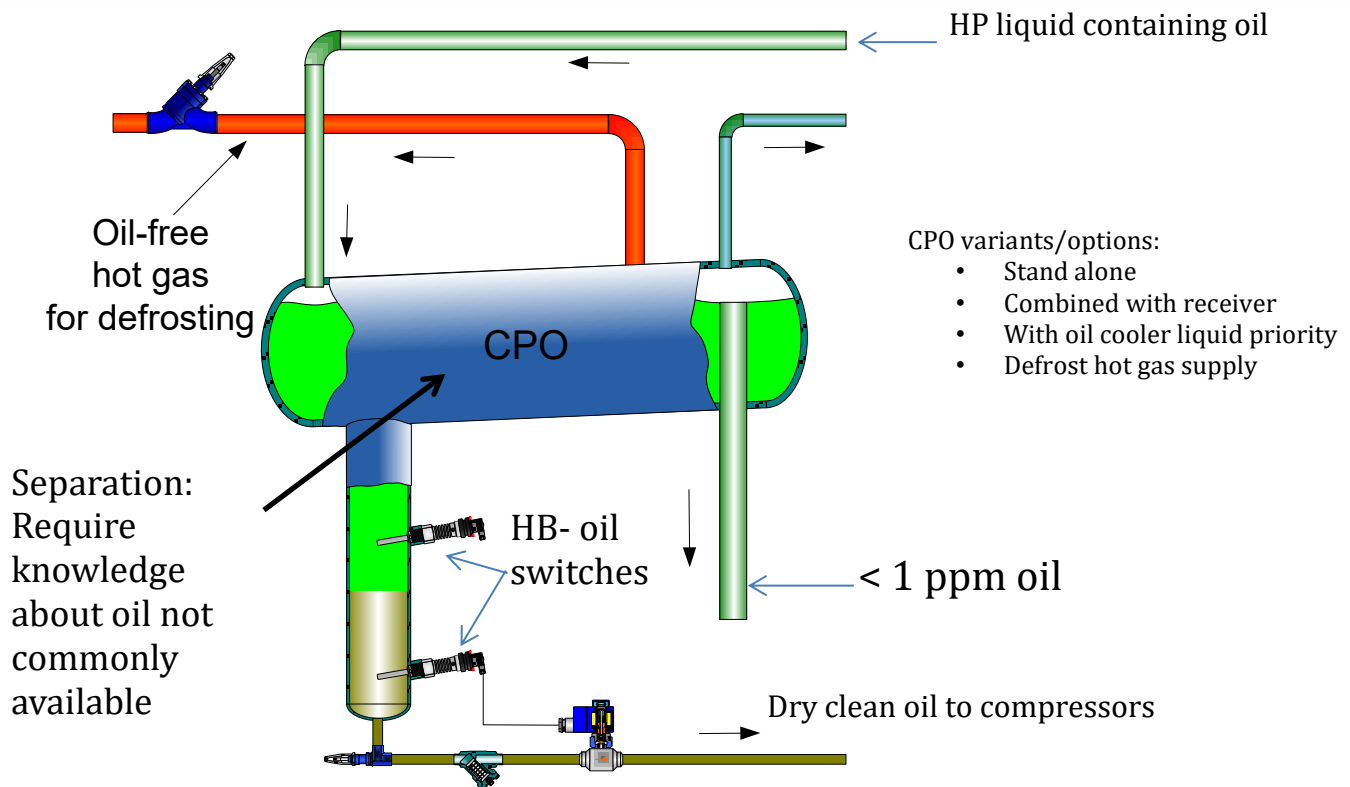 HP liquid containing oil
Oil-free
hot gas
for defrosting
CPO variants/options:
• Stand alone
• Combined with receiver
• With oil cooler liquid priority
• Defrost hot gas supply
CPO
Separation:
Require
knowledge
about oil not
commonly
available
HB- oil
switches
< 1 ppm oil
Dry clean oil to compressors